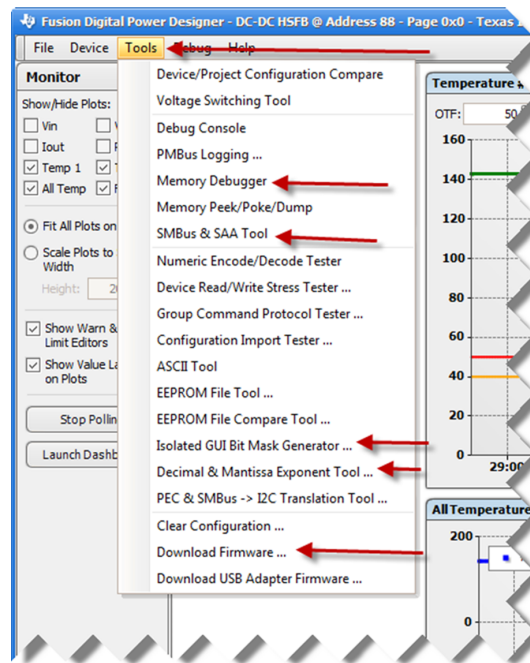 Fusion Digital Power Designer - DC-DC HSFB @ Address 88 - Page 0x0 - Texas
File Device Tools Debug Help
Monitor
Show/Hide Plots:
Vin
Iout
Temp 1
All Temp
Fit All Plots on
Scale Plots to
Width
Height:
Show Warn &
Limit Editors
Show Value La
on Plots
Stop Pollin
Launch Dashb
Device/Project Configuration Compare
Voltage Switching Tool
Debug Console
PMBus Logging ...
Memory Debugger
Memory Peek/Poke/Dump
SMBus & SAA Tool
Numeric Encode/Decode Tester
Device Read/Write Stress Tester ...
Group Command Protocol Tester ...
Configuration Import Tester ...
ASCII Tool
EEPROM File Tool ...
EEPROM File Compare Tool ...
Isolated GUI Bit Mask Generator ...
Decimal & Mantissa Exponent Tool ...
PEC & SMBus -> I2C Translation Tool ...
Clear Configuration ...
Download Firmware ...
Download USB Adapter Firmware ...
Temperature
OTF: 50
160
140
120
100
80
60
40
20
0
29:00
All Temperature
200
0